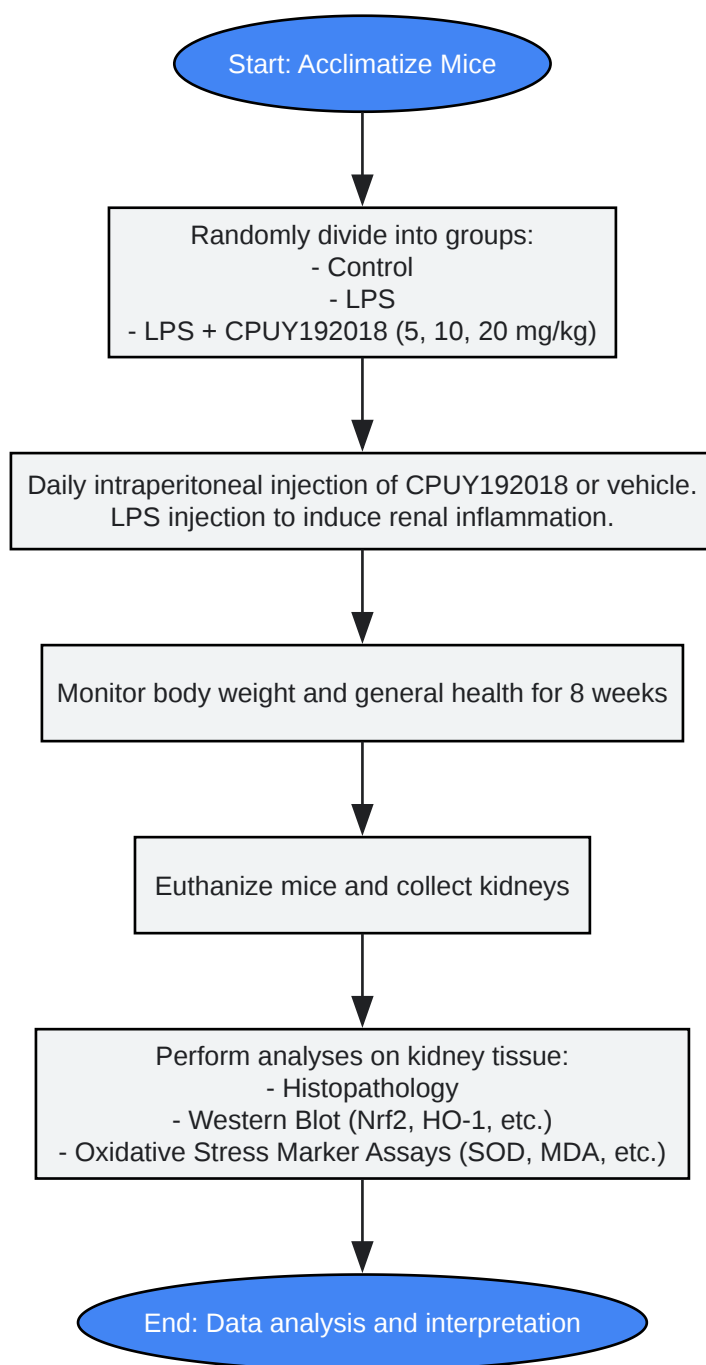 Start: Acclimatize Mice
Randomly divide into groups:
- Control
- LPS
- LPS + CPUY192018 (5, 10, 20 mg/kg)
Daily intraperitoneal injection of CPUY192018 or vehicle.
LPS injection to induce renal inflammation.
Monitor body weight and general health for 8 weeks
Euthanize mice and collect kidneys
Perform analyses on kidney tissue:
- Histopathology
- Western Blot (Nrf2, HO-1, etc.)
- Oxidative Stress Marker Assays (SOD, MDA, etc.)
End: Data analysis and interpretation